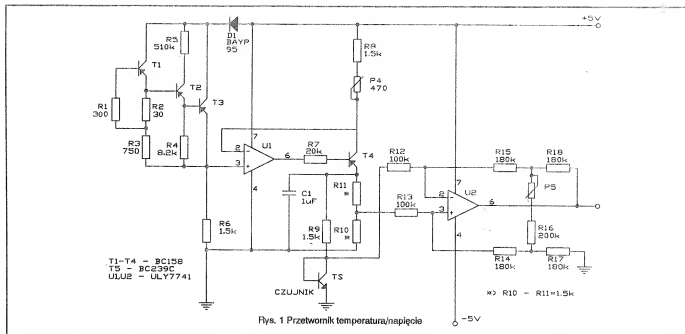 +5V
R5
510k
D1
BAYP
95
R8
1.5k
T1
P4
470
T2
T3
R1
300
R2
30
R3
750
R4
8.2k
7
2
3
6
4
U1
R7
20k
T4
R12
100k
R15
180k
R18
180k
C1
1uF
R11
*
R13
100k
2
3
7
U2
6
4
P5
R6
1.5k
R9
1.5k
R10
*
R16
200k
R14
180k
R17
180k
T1-T4 - BC158
T5 - BC239C
U1,U2 - ULY7741
T5
CZUJNIK
*) R10 - R11=1.5k
-5V
Rys. 1 Przetwornik temperatura/napięcie